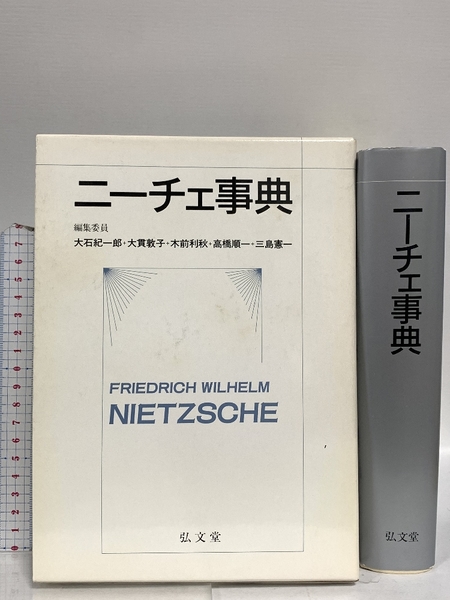 ニーチェ事典
編集委員
大石紀一郎・大貫敦子・木前利秋・高橋順一・三島憲一
FRIEDRICH WILHELM
NIETZSCHE
弘文堂
ニーチェ事典
弘文堂